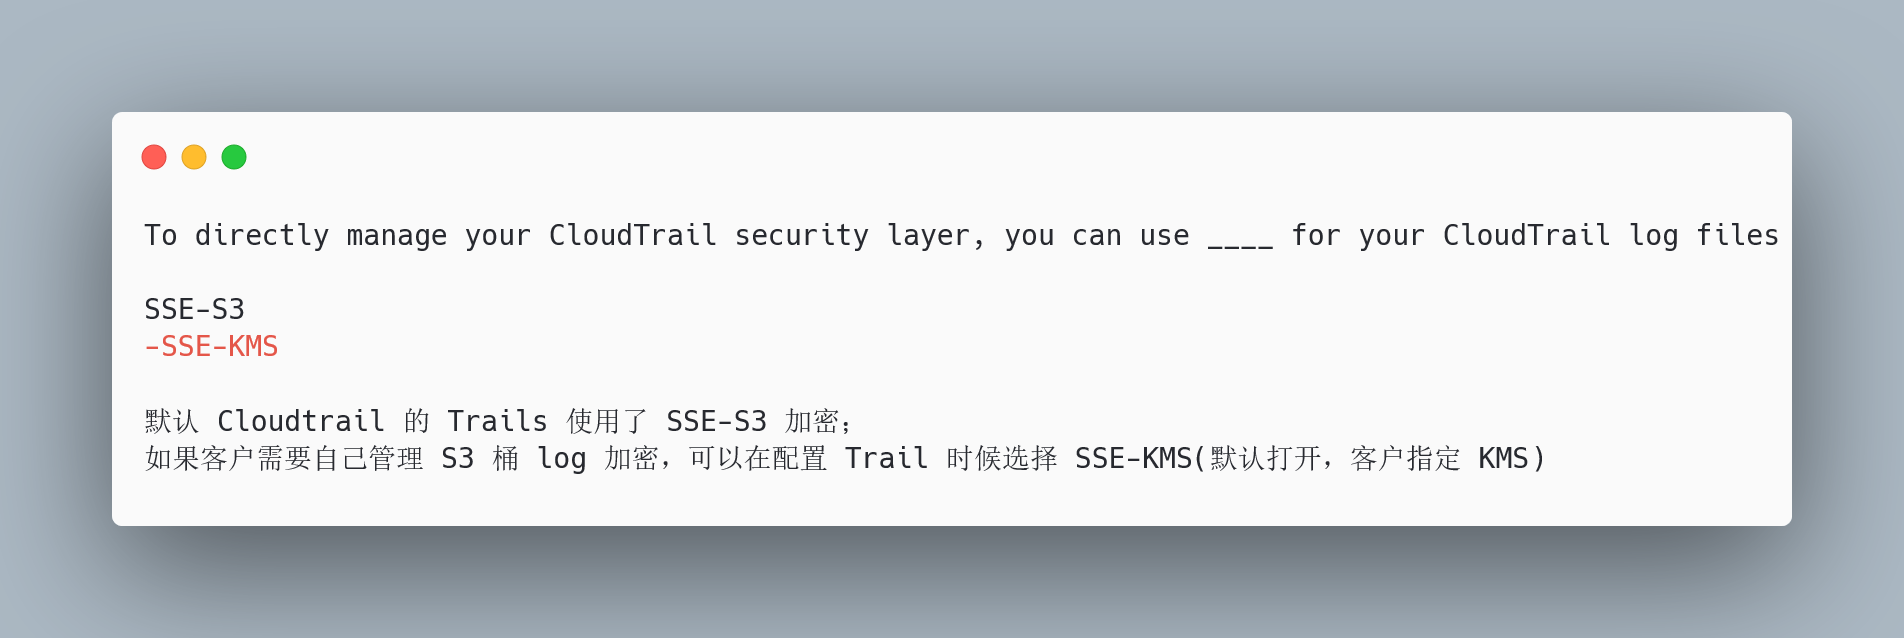 To directly manage your CloudTrail security layer, you can use ____ for your CloudTrail log files
SSE-S3
-SSE-KMS
默认 Cloudtrail 的 Trails 使用了 SSE-S3 加密；
如果客户需要自己管理 S3 桶 log 加密，可以在配置 Trail 时候选择 SSE-KMS(默认打开，客户指定 KMS)